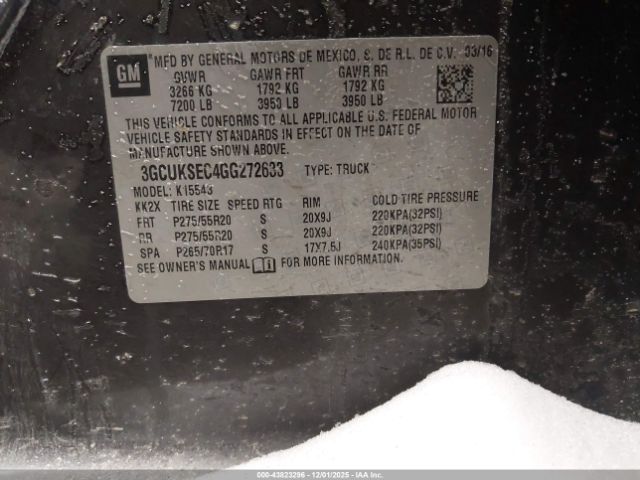 GM
MFD BY GENERAL MOTORS DE MEXICO, S. DE R.L. DE C.V. 03/16
GVWR GAWR FRT GAWR RR
3266 KG 1792 KG 1792 KG
7200 LB 3953 LB 3950 LB
THIS VEHICLE CONFORMS TO ALL APPLICABLE U.S. FEDERAL MOTOR
VEHICLE SAFETY STANDARDS IN EFFECT ON THE DATE OF
MANUFACTURE SHOWN ABOVE.
3GCUKSEC4GG272633 TYPE: TRUCK
MODEL: K15543
KK2X TIRE SIZE SPEED RTG RIM COLD TIRE PRESSURE
FRT P275/55R20 S 20X9J 220KPA(32PSI)
RR P275/55R20 S 20X9J 220KPA(32PSI)
SPA P265/70R17 S 17X7.5J 240KPA(35PSI)
SEE OWNER'S MANUAL FOR MORE INFORMATION.
000-43823296 - 12/01/2025 - IMPACT